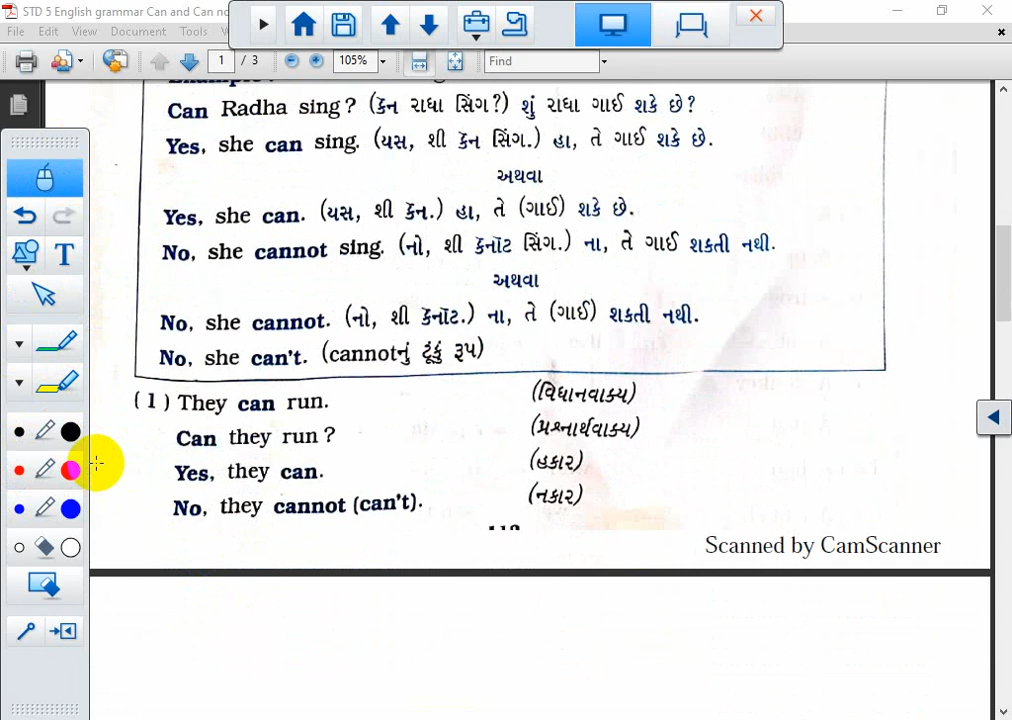 STD 5 English grammar Can and Can no
File Edit View Document Tools
1 / 3 105% Find
Can Radha sing? (કૅન રાધા સિંગ?) શું રાધા ગાઈ શકે છે?
Yes, she can sing. (યસ, શી કૅન સિંગ.) હા, તે ગાઈ શકે છે.
અથવા
Yes, she can. (યસ, શી કૅન.) હા, તે (ગાઈ) શકે છે.
No, she cannot sing. (નો, શી કૅનૉટ સિંગ.) ના, તે ગાઈ શકતી નથી.
અથવા
No, she cannot. (નો, શી કૅનૉટ.) ના, તે (ગાઈ) શકતી નથી.
No, she can't. (cannotનું ટૂંકું રૂપ)
(1) They can run. (વિધાનવાક્ય)
Can they run? (પ્રશ્નાર્થવાક્ય)
Yes, they can. (હકાર)
No, they cannot (can't). (નકાર)
Scanned by CamScanner